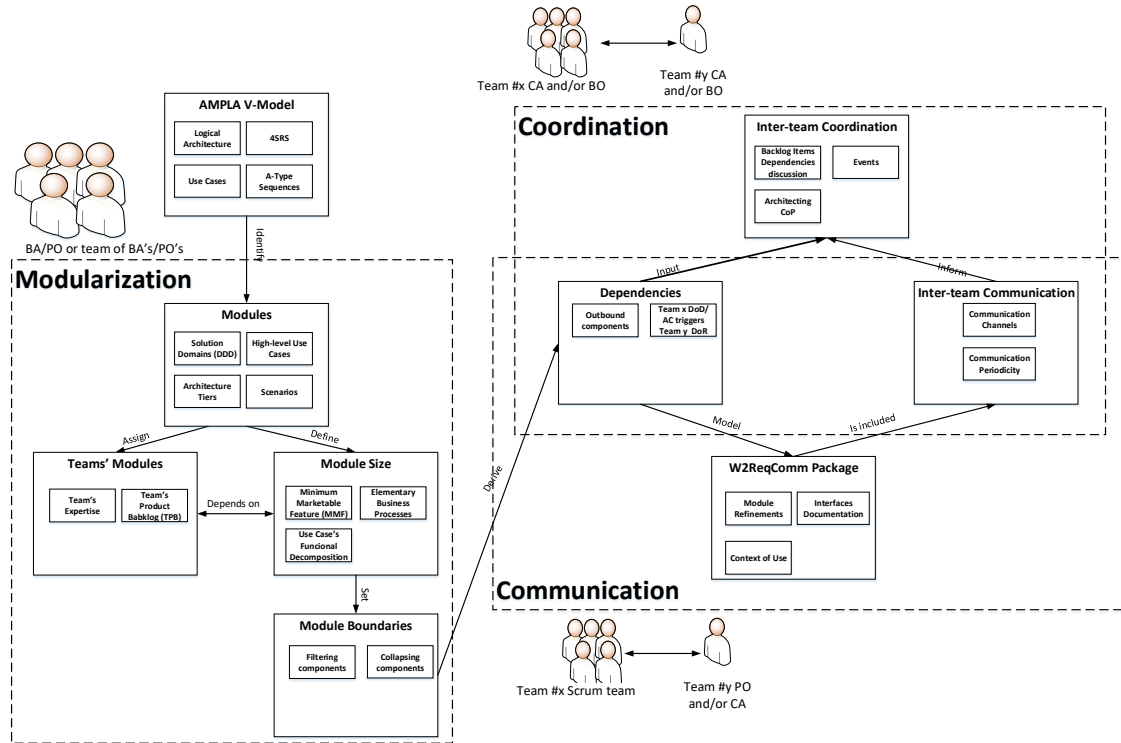 Team #x CA and/or BO
Team #y CA
and/or BO
AMPLA V-Model
Logical
Architecture
4SRS
Use Cases
A-Type
Sequences
BA/PO or team of BA's/PO's
Identify
Modularization
Modules
Solution
Domains (DDD)
High-level Use
Cases
Architecture
Tiers
Scenarios
Assign
Define
Teams' Modules
Team's
Expertise
Team's
Product
Babklog (TPB)
Depends on
Module Size
Minimum
Marketable
Feature (MMF)
Elementary
Business
Processes
Use Case's
Funcional
Decomposition
Set
Module Boundaries
Filtering
components
Collapsing
components
Derive
Coordination
Inter-team Coordination
Backlog Items
Dependencies
discussion
Events
Architecting
CoP
Input
Inform
Dependencies
Outbound
components
Team x DoD/
AC triggers
Team y DoR
Inter-team Communication
Communication
Channels
Communication
Periodicity
Model
Is included
W2ReqComm Package
Module
Refinements
Interfaces
Documentation
Context of Use
Communication
Team #x Scrum team
Team #y PO
and/or CA